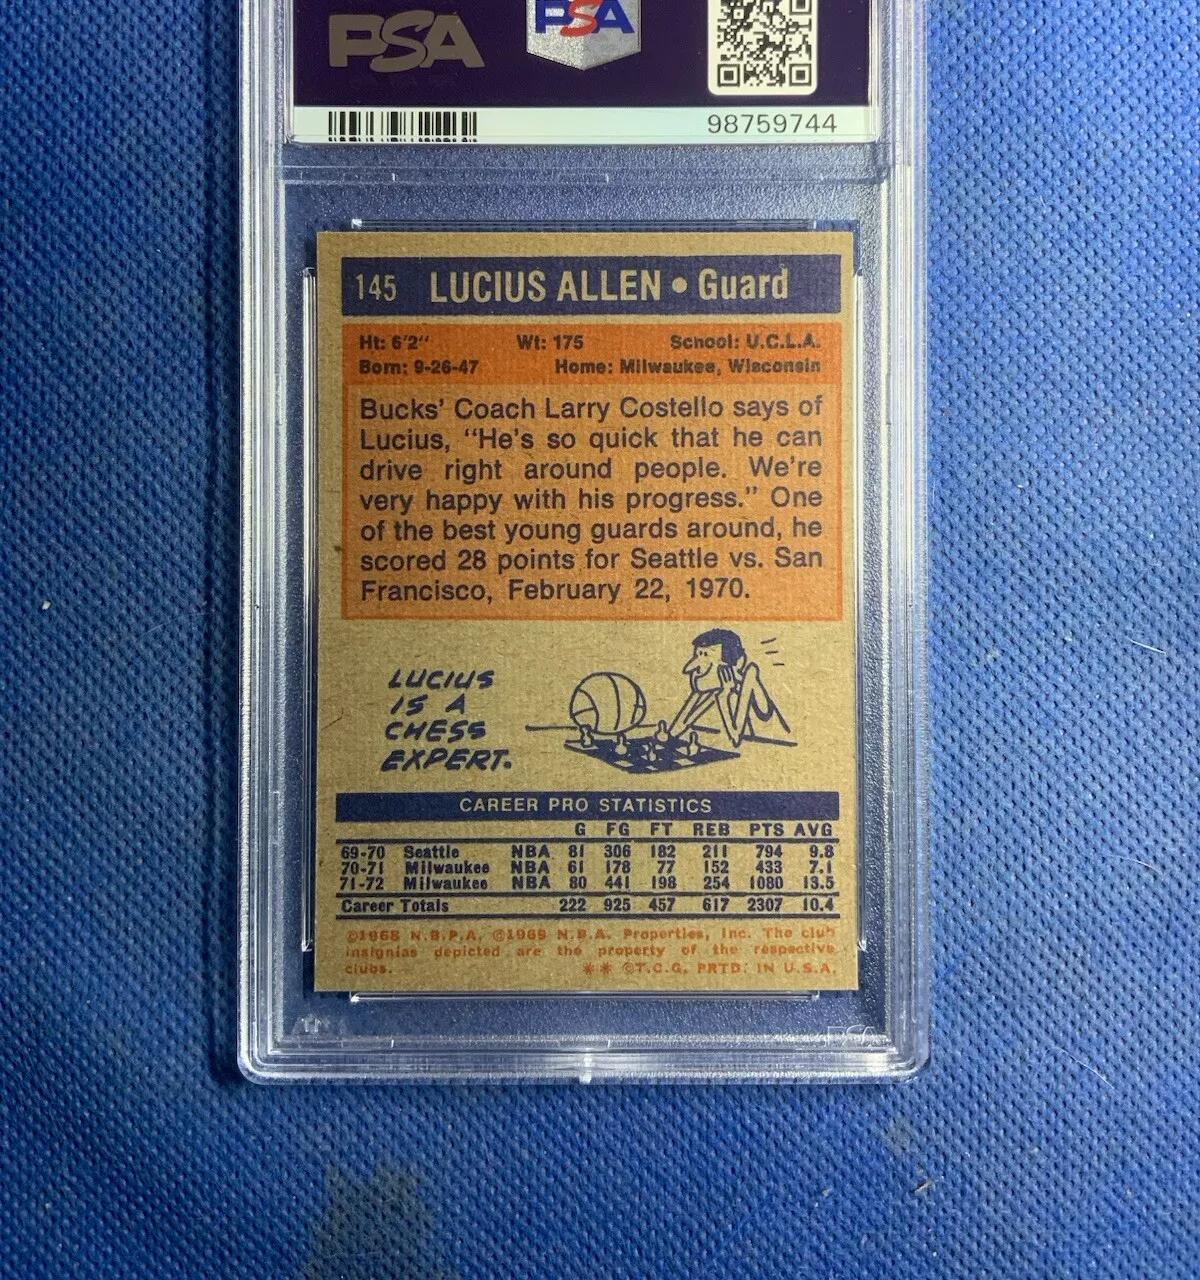 PSA
PSA
98759744
145 LUCIUS ALLEN • Guard
Ht: 6'2" Wt: 175 School: U.C.L.A.
Born: 9-26-47 Home: Milwaukee, Wisconsin
Bucks' Coach Larry Costello says of
Lucius, "He's so quick that he can
drive right around people. We're
very happy with his progress." One
of the best young guards around, he
scored 28 points for Seattle vs. San
Francisco, February 22, 1970.
LUCIUS
IS A
CHESS
EXPERT.
CAREER PRO STATISTICS
G FG FT REB PTS AVG
69-70 Seattle NBA 81 306 182 211 794 9.8
70-71 Milwaukee NBA 61 178 77 152 433 7.1
71-72 Milwaukee NBA 80 441 198 254 1080 13.5
Career Totals 222 925 457 617 2307 10.4
©1968 N.B.P.A. ©1969 N.B.A. Properties, Inc. The club
insignias depicted are the property of the respective
clubs. ** ©T.C.G. PRTD. IN U.S.A.
PSA